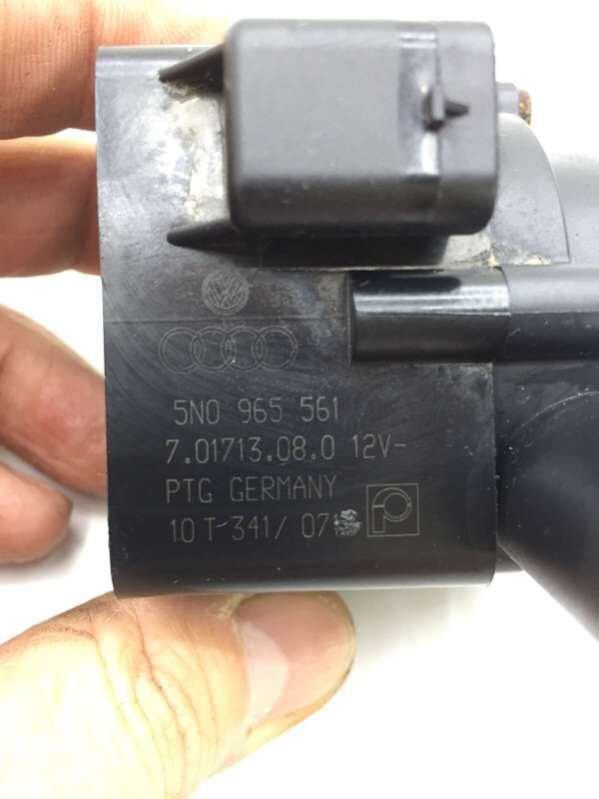 5N0 965 561
7.01713.08.0 12V-
PTG GERMANY
10 T-341/ 07